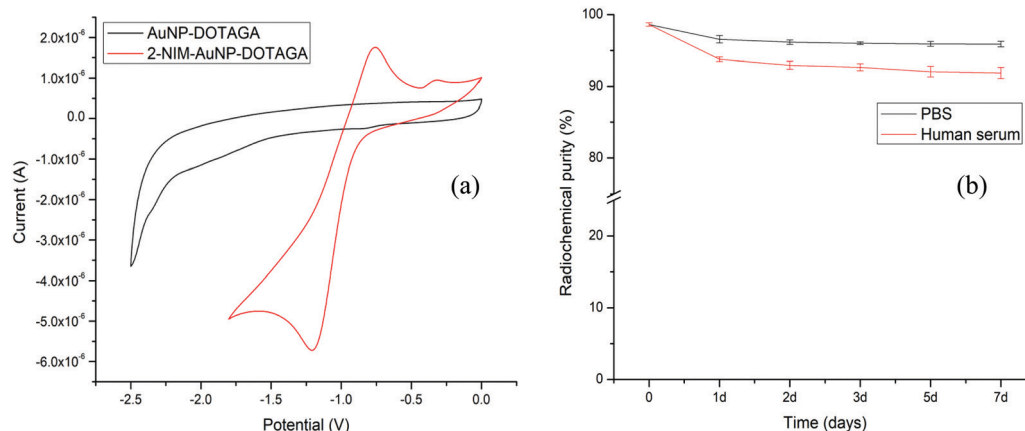 AuNP-DOTAGA
2-NIM-AuNP-DOTAGA
(a)
2.0x10⁻⁶
1.0x10⁻⁶
0.0
-1.0x10⁻⁶
-2.0x10⁻⁶
-3.0x10⁻⁶
-4.0x10⁻⁶
-5.0x10⁻⁶
-6.0x10⁻⁶
Current (A)
-2.5 -2.0 -1.5 -1.0 -0.5 0.0
Potential (V)
PBS
Human serum
(b)
100
90
80
20
10
0
Radiochemical purity (%)
0 1d 2d 3d 5d 7d
Time (days)